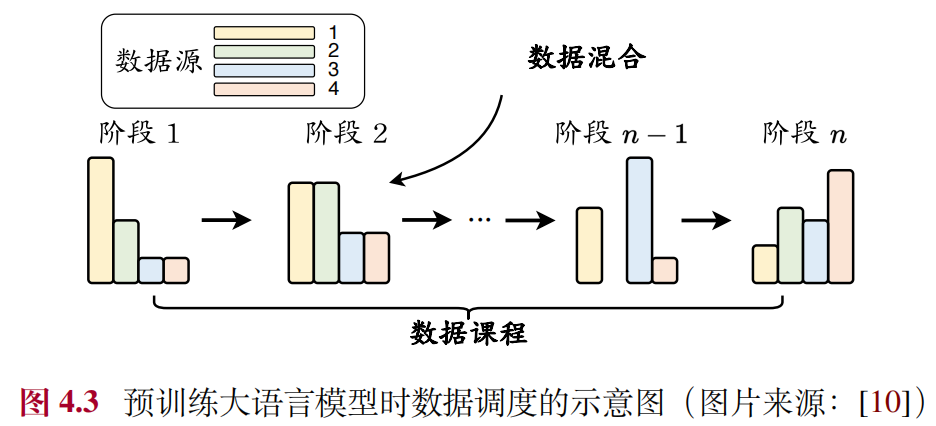 数据源
1
2
3
4
数据混合
阶段 1
阶段 2
阶段 n − 1
阶段 n
...
数据课程
图 4.3 预训练大语言模型时数据调度的示意图（图片来源：[10]）